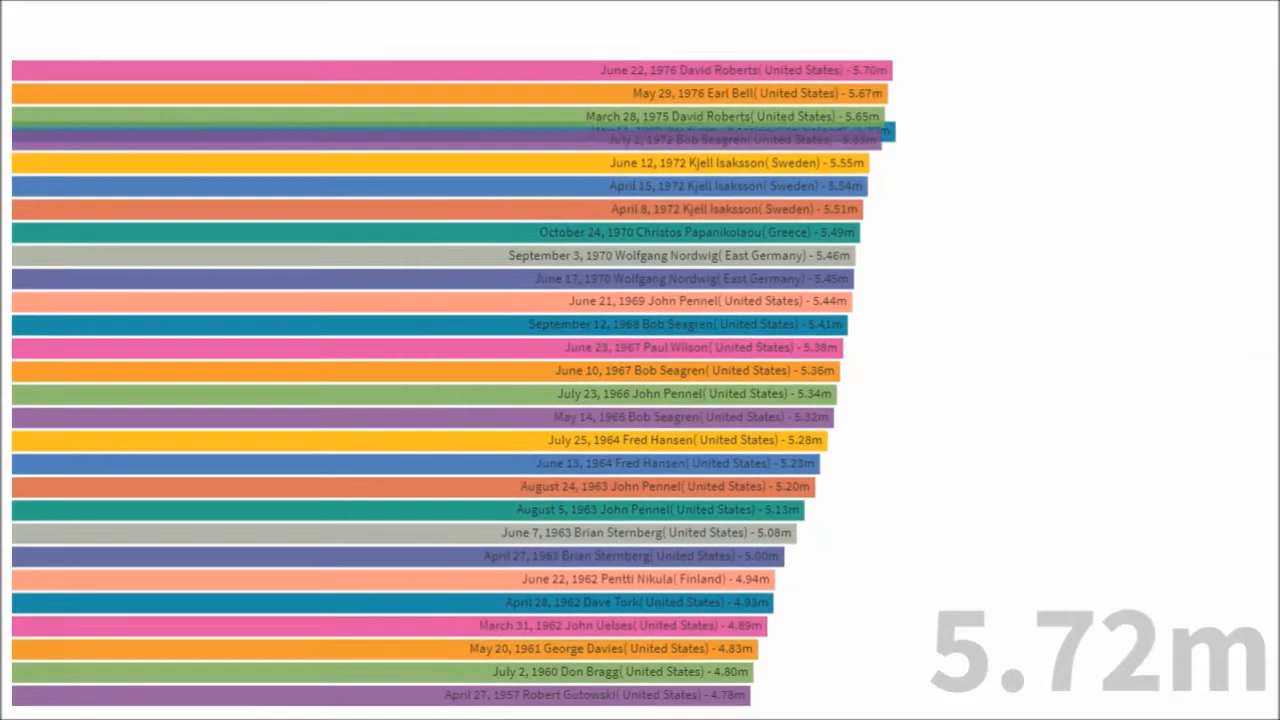 June 22, 1976 David Roberts( United States) - 5.70m
May 29, 1976 Earl Bell( United States) - 5.67m
March 28, 1975 David Roberts( United States) - 5.65m
July 2, 1972 Bob Seagren( United States) - 5.63m
June 12, 1972 Kjell Isaksson( Sweden) - 5.55m
April 15, 1972 Kjell Isaksson( Sweden) - 5.54m
April 8, 1972 Kjell Isaksson( Sweden) - 5.51m
October 24, 1970 Christos Papanikolaou( Greece) - 5.49m
September 3, 1970 Wolfgang Nordwig( East Germany) - 5.46m
June 17, 1970 Wolfgang Nordwig( East Germany) - 5.45m
June 21, 1969 John Pennel( United States) - 5.44m
September 12, 1968 Bob Seagren( United States) - 5.41m
June 23, 1967 Paul Wilson( United States) - 5.38m
June 10, 1967 Bob Seagren( United States) - 5.36m
July 23, 1966 John Pennel( United States) - 5.34m
May 14, 1966 Bob Seagren( United States) - 5.32m
July 25, 1964 Fred Hansen( United States) - 5.28m
June 13, 1964 Fred Hansen( United States) - 5.23m
August 24, 1963 John Pennel( United States) - 5.20m
August 5, 1963 John Pennel( United States) - 5.13m
June 7, 1963 Brian Sternberg( United States) - 5.08m
April 27, 1963 Brian Sternberg( United States) - 5.00m
June 22, 1962 Pentti Nikula( Finland) - 4.94m
April 28, 1962 Dave Tork( United States) - 4.93m
March 31, 1962 John Uelses( United States) - 4.89m
May 20, 1961 George Davies( United States) - 4.83m
July 2, 1960 Don Bragg( United States) - 4.80m
April 27, 1957 Robert Gutowski( United States) - 4.78m
5.72m